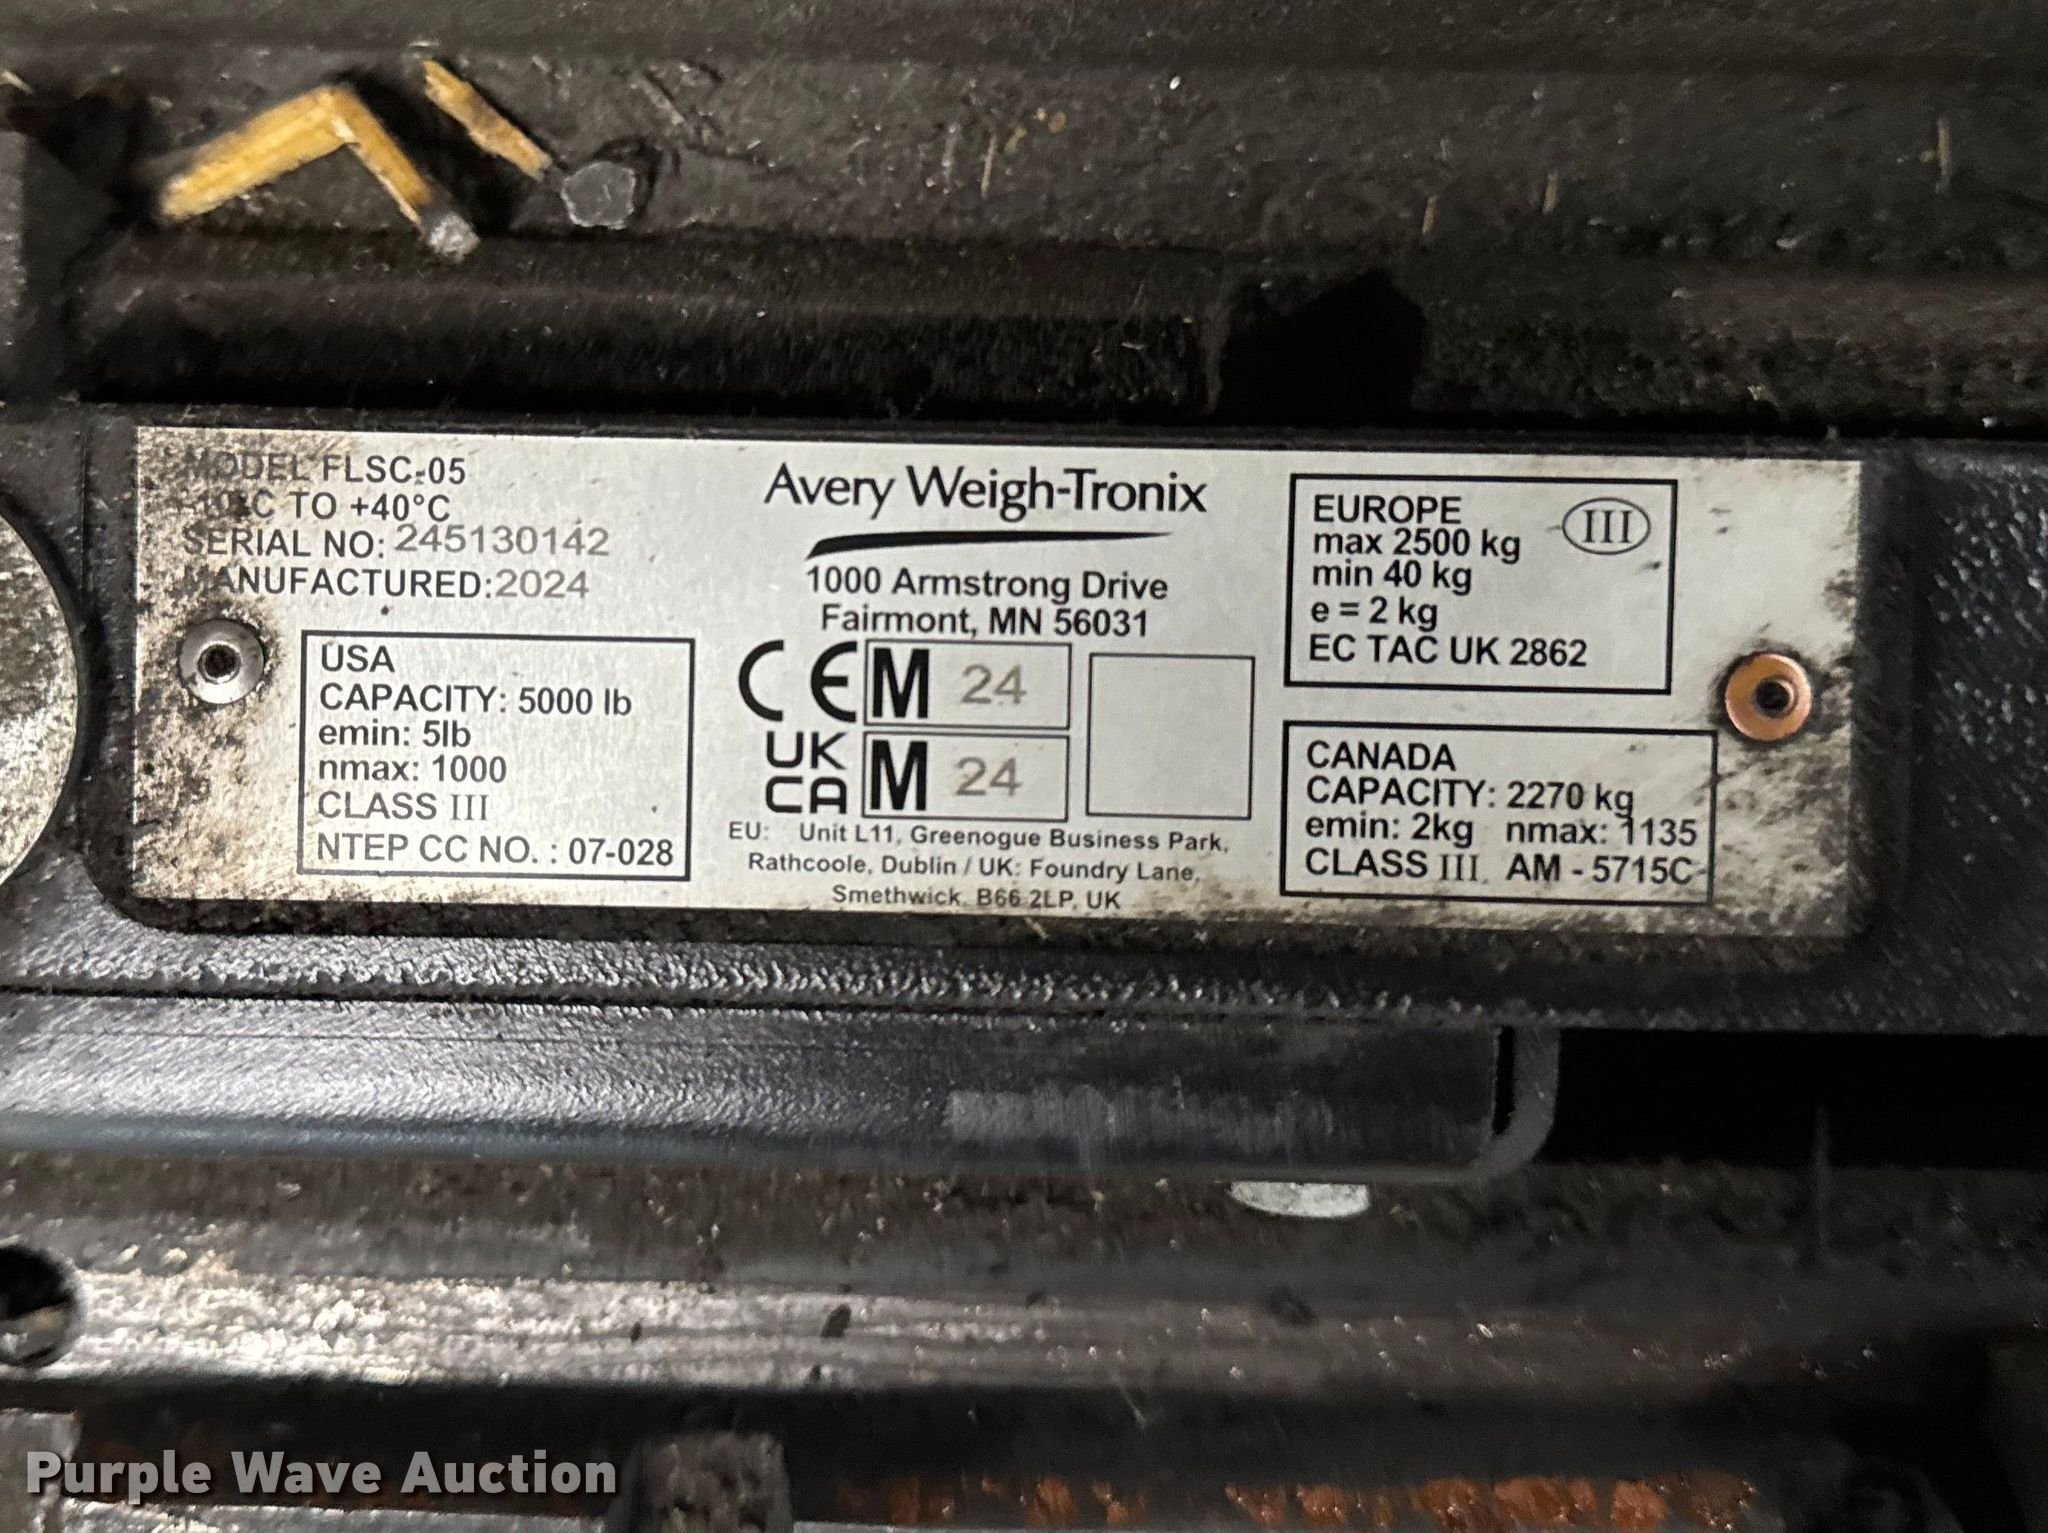 MODEL FLSC-05
-10°C TO +40°C
SERIAL NO: 245130142
MANUFACTURED: 2024
USA
CAPACITY: 5000 lb
emin: 5lb
nmax: 1000
CLASS III
NTEP CC NO. : 07-028
Avery Weigh-Tronix
1000 Armstrong Drive
Fairmont, MN 56031
CE M 24
UK
CA M 24
EU: Unit L11, Greenogue Business Park,
Rathcoole, Dublin / UK: Foundry Lane,
Smethwick, B66 2LP, UK
EUROPE III
max 2500 kg
min 40 kg
e = 2 kg
EC TAC UK 2862
CANADA
CAPACITY: 2270 kg
emin: 2kg nmax: 1135
CLASS III AM - 5715C
Purple Wave Auction